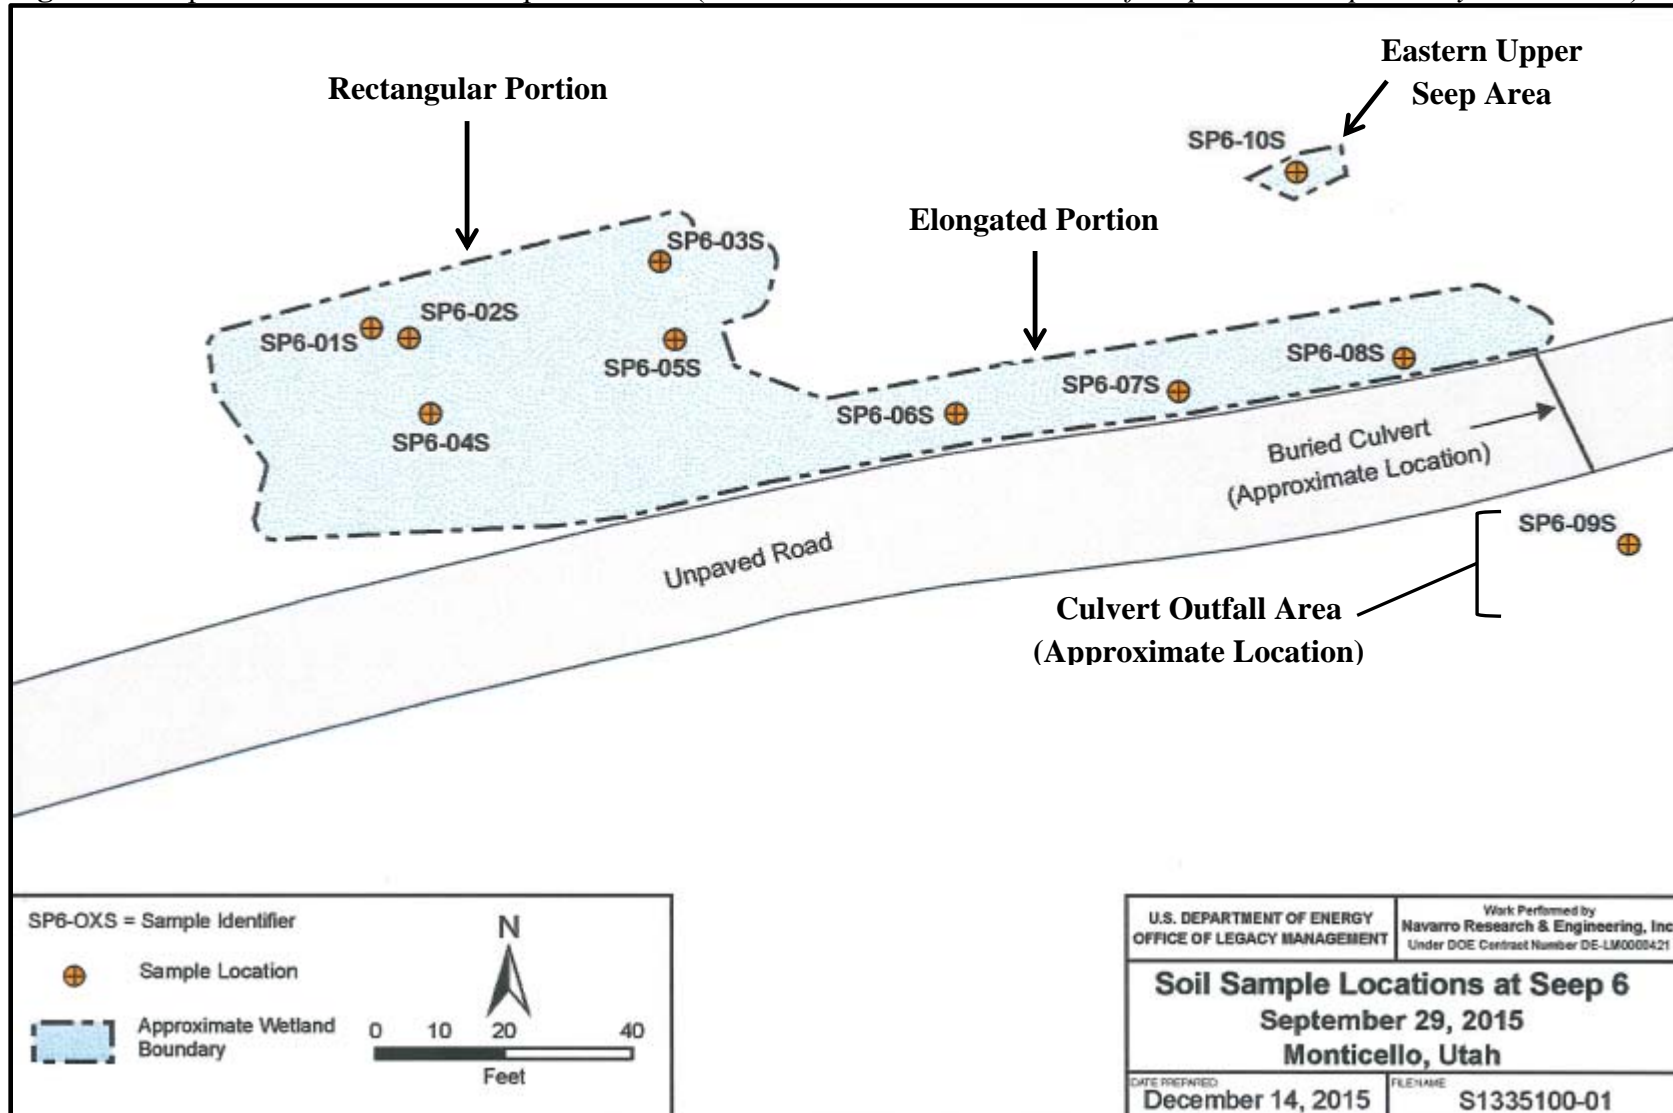 Rectangular Portion
Eastern Upper
Seep Area
SP6-10S
Elongated Portion
SP6-03S
SP6-02S
SP6-01S
SP6-05S
SP6-04S
SP6-08S
SP6-07S
SP6-06S
Buried Culvert
(Approximate Location)
SP6-09S
Unpaved Road
Culvert Outfall Area
(Approximate Location)
SP6-OXS = Sample Identifier
N
Sample Location
Approximate Wetland
Boundary
0 10 20 40
Feet
U.S. DEPARTMENT OF ENERGY
OFFICE OF LEGACY MANAGEMENT
Work Performed by
Navarro Research & Engineering, Inc
Under DOE Contract Number DE-LM0000421
Soil Sample Locations at Seep 6
September 29, 2015
Monticello, Utah
DATE PREPARED
December 14, 2015
FILENAME
S1335100-01